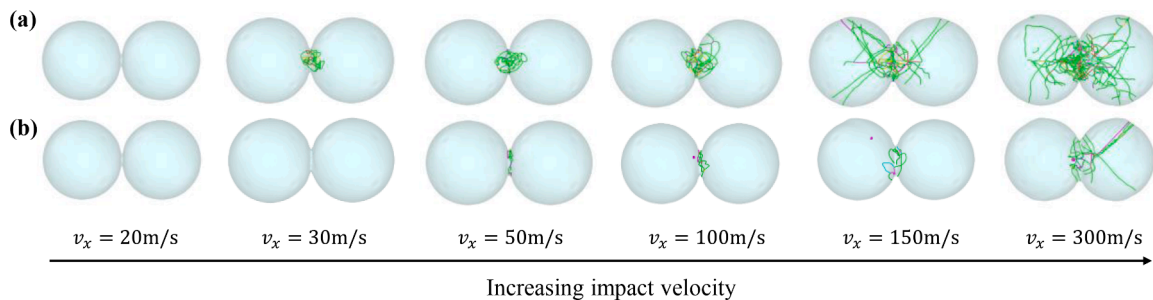 (a)
(b)
v_x = 20m/s v_x = 30m/s v_x = 50m/s v_x = 100m/s v_x = 150m/s v_x = 300m/s
Increasing impact velocity